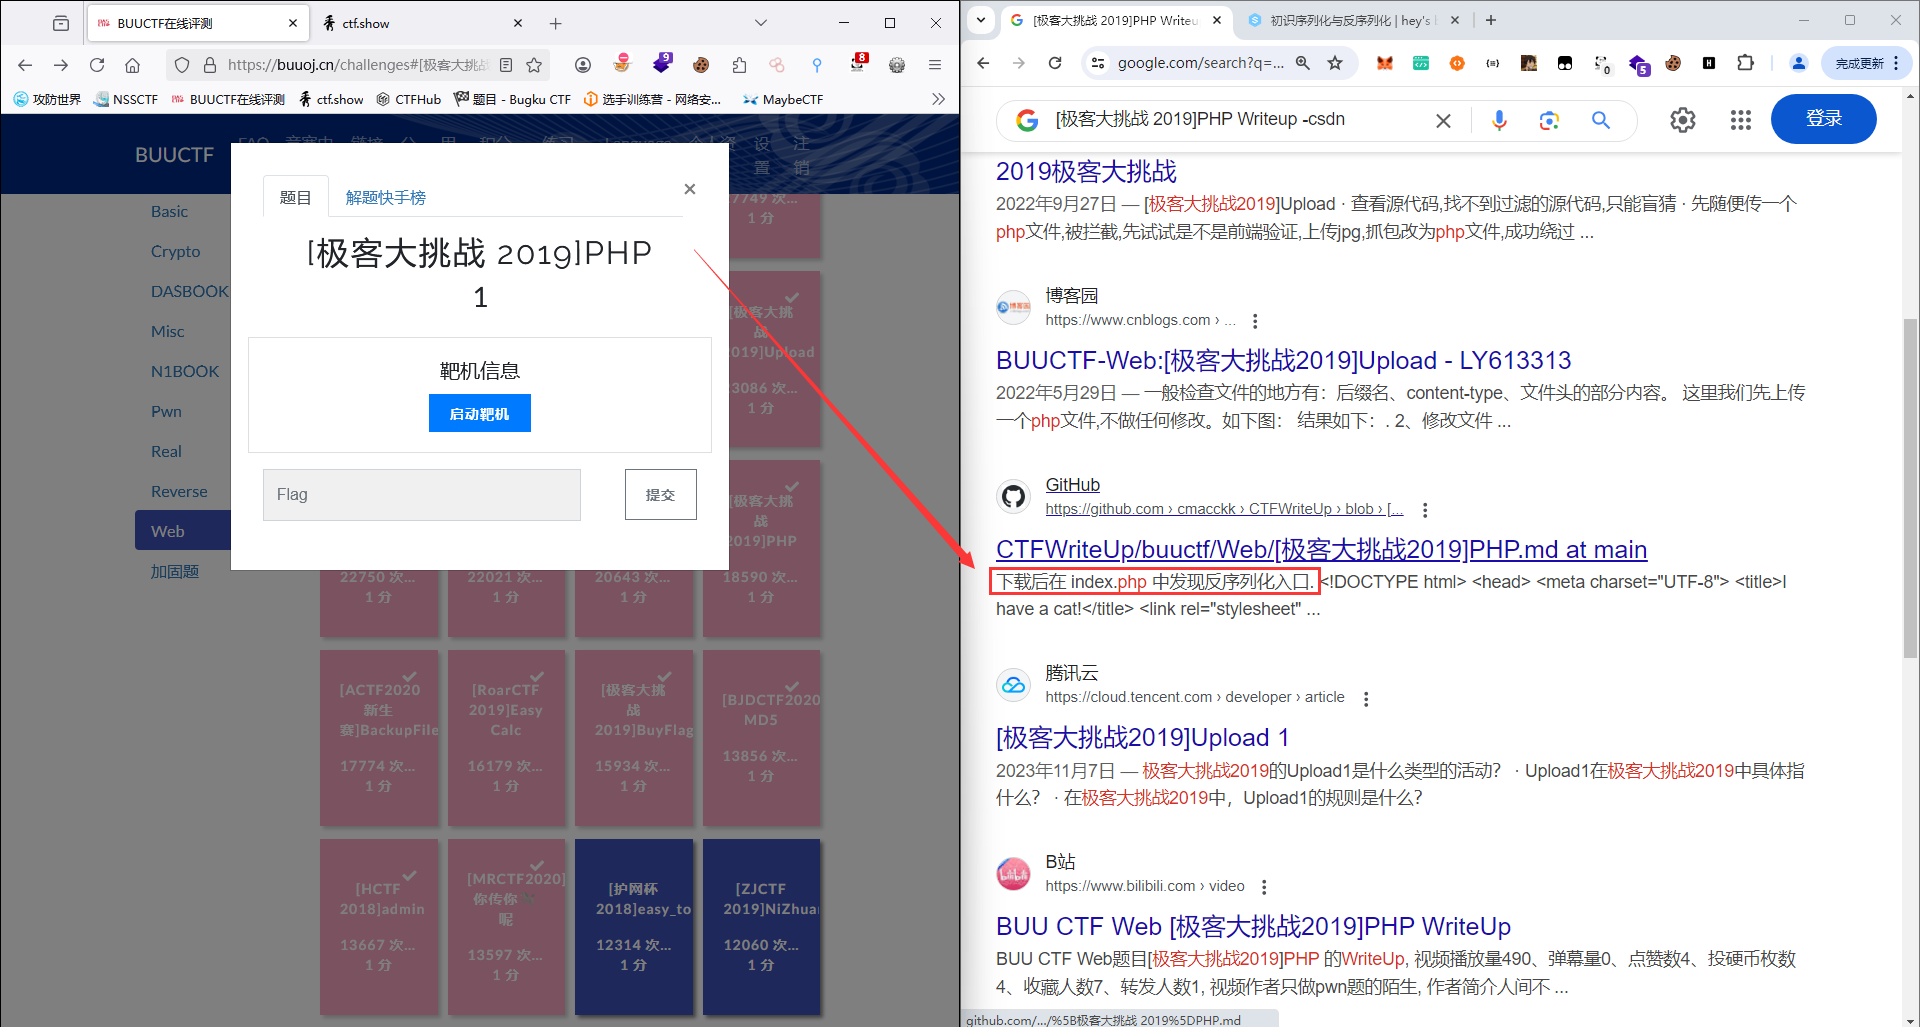 BUUCTF在线评测
ctf.show
https://buuoj.cn/challenges#[极客大挑战
9
8
攻防世界
NSSCTF
BUUCTF在线评测
ctf.show
CTFHub
题目 - Bugku CTF
选手训练营 - 网络安...
MaybeCTF
BUUCTF
设
置
注
销
Basic
Crypto
DASBOOK
Misc
N1BOOK
Pwn
Real
Reverse
Web
加固题
题目
解题快手榜
×
[极客大挑战 2019]PHP
1
靶机信息
启动靶机
Flag
提交
17749 次...
1 分
[极客大挑
战
2019]Upload
23086 次...
1 分
[极客大挑
战
2019]PHP
22750 次...
1 分
22021 次...
1 分
20643 次...
1 分
18590 次...
1 分
[ACTF2020
新生
赛]BackupFile
17774 次...
1 分
[RoarCTF
2019]Easy
Calc
16179 次...
1 分
[极客大挑
战
2019]BuyFlag
15934 次...
1 分
[BJDCTF2020
MD5
13856 次...
1 分
[HCTF
2018]admin
13667 次...
1 分
[MRCTF2020]
你传你
呢
13597 次...
1 分
[护网杯
2018]easy_to
12314 次...
1 分
[ZJCTF
2019]NiZhua
12060 次...
1 分
[极客大挑战 2019]PHP Writeu
初识序列化与反序列化 | hey's
google.com/search?q=...
0
5
完成更新
[极客大挑战 2019]PHP Writeup -csdn
登录
2019极客大挑战
2022年9月27日 — [极客大挑战2019]Upload · 查看源代码,找不到过滤的源代码,只能盲猜 · 先随便传一个
php文件,被拦截,先试试是不是前端验证,上传jpg,抓包改为php文件,成功绕过 ...
博客园
https://www.cnblogs.com › ...
BUUCTF-Web:[极客大挑战2019]Upload - LY613313
2022年5月29日 — 一般检查文件的地方有：后缀名、content-type、文件头的部分内容。 这里我们先上传
一个php文件,不做任何修改。如下图： 结果如下：. 2、修改文件 ...
GitHub
https://github.com › cmacckk › CTFWriteUp › blob › [...
CTFWriteUp/buuctf/Web/[极客大挑战2019]PHP.md at main
下载后在 index.php 中发现反序列化入口. <!DOCTYPE html> <head> <meta charset="UTF-8"> <title>I
have a cat!</title> <link rel="stylesheet" ...
腾讯云
https://cloud.tencent.com › developer › article
[极客大挑战2019]Upload 1
2023年11月7日 — 极客大挑战2019的Upload1是什么类型的活动？ · Upload1在极客大挑战2019中具体指
什么？ · 在极客大挑战2019中，Upload1的规则是什么？
B站
https://www.bilibili.com › video
BUU CTF Web [极客大挑战2019]PHP WriteUp
BUU CTF Web题目[极客大挑战2019]PHP 的WriteUp, 视频播放量490、弹幕量0、点赞数4、投硬币枚数
4、收藏人数7、转发人数1, 视频作者只做pwn题的陌生, 作者简介人间不 ...
github.com/.../%5B极客大挑战 2019%5DPHP.md